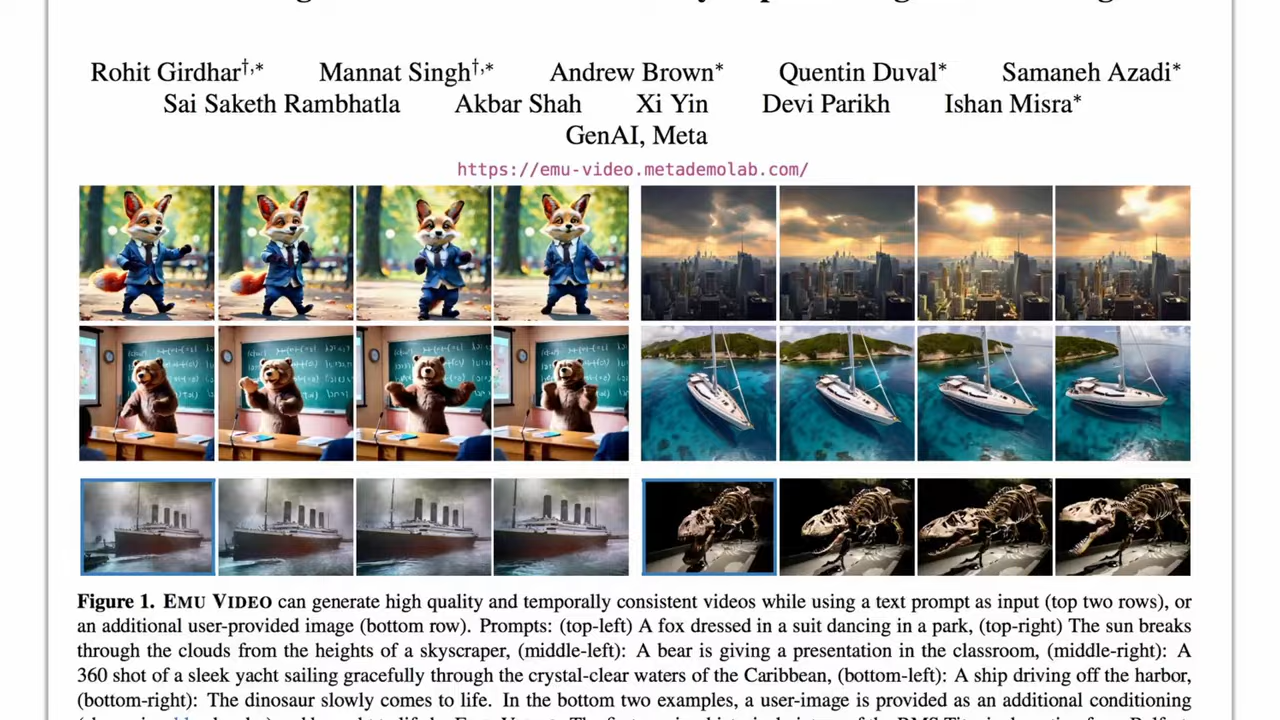 Rohit Girdhar†,* Mannat Singh†,* Andrew Brown* Quentin Duval* Samaneh Azadi*
Sai Saketh Rambhatla Akbar Shah Xi Yin Devi Parikh Ishan Misra*
GenAI, Meta
https://emu-video.metademolab.com/
Figure 1. EMU VIDEO can generate high quality and temporally consistent videos while using a text prompt as input (top two rows), or
an additional user-provided image (bottom row). Prompts: (top-left) A fox dressed in a suit dancing in a park, (top-right) The sun breaks
through the clouds from the heights of a skyscraper, (middle-left): A bear is giving a presentation in the classroom, (middle-right): A
360 shot of a sleek yacht sailing gracefully through the crystal-clear waters of the Caribbean, (bottom-left): A ship driving off the harbor,
(bottom-right): The dinosaur slowly comes to life. In the bottom two examples, a user-image is provided as an additional conditioning